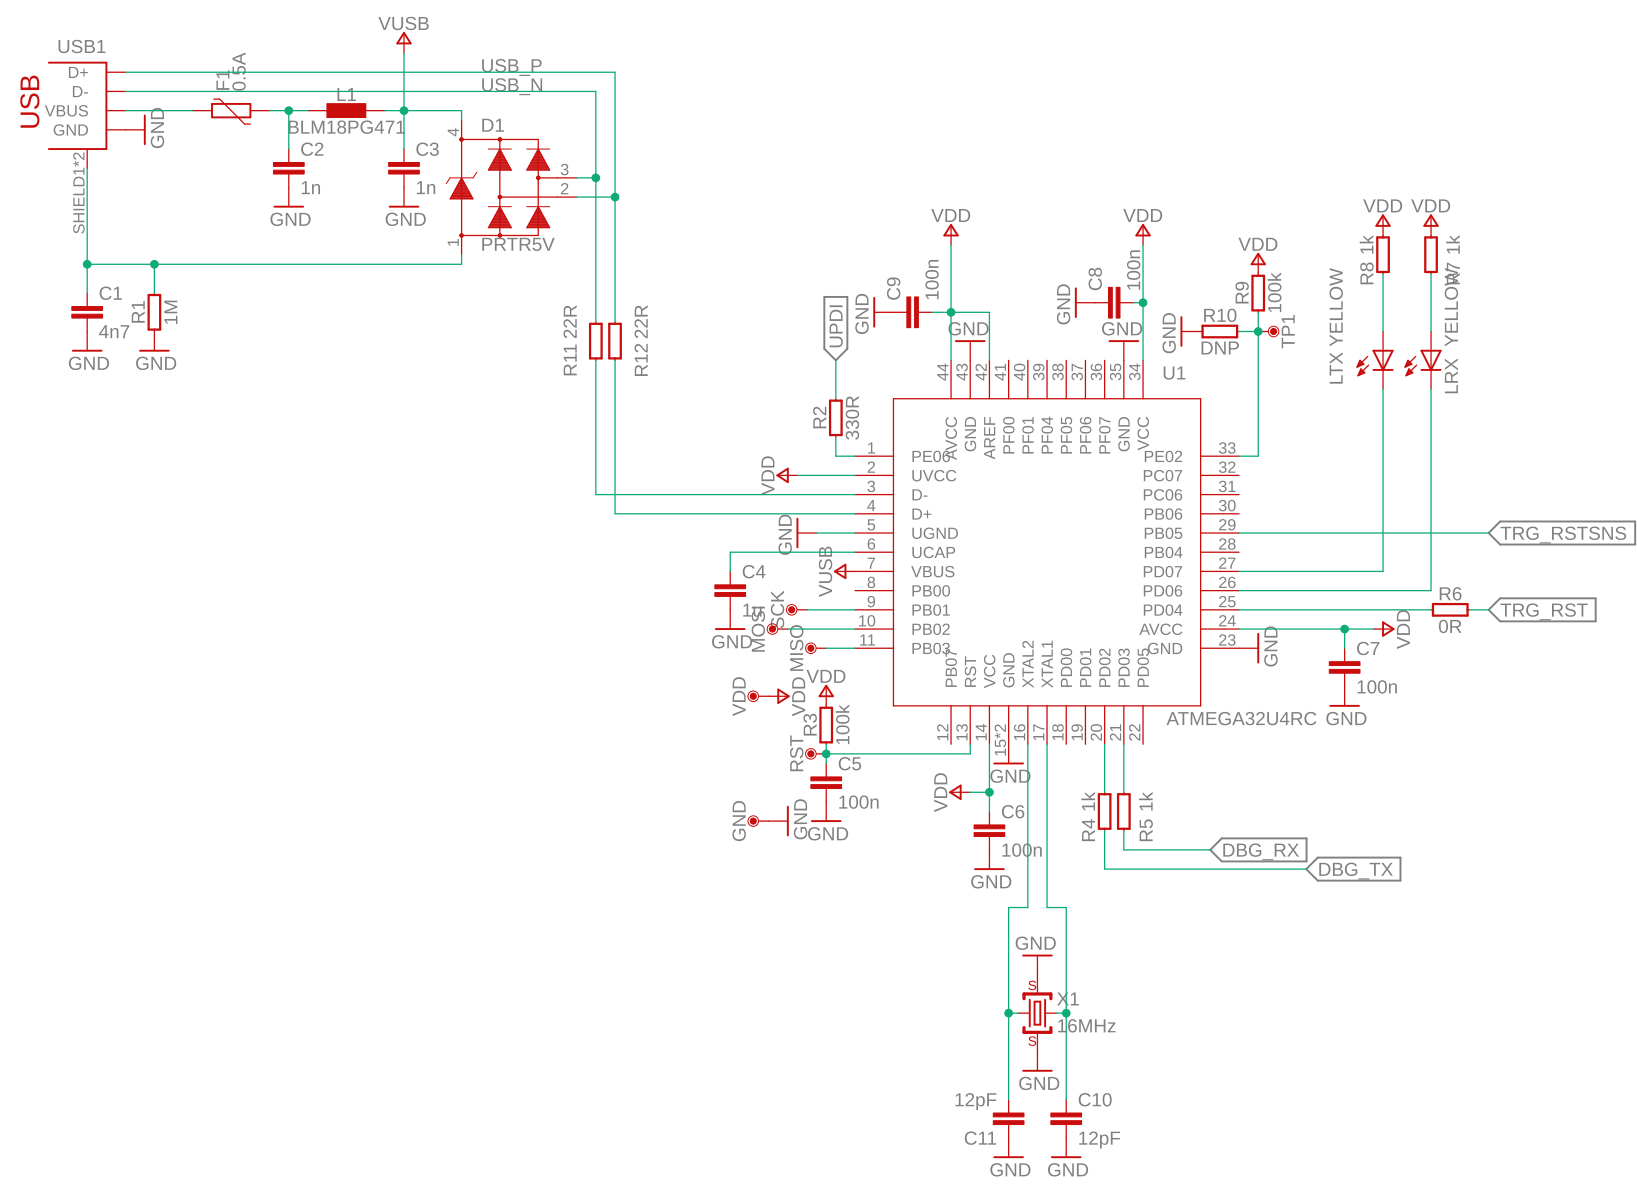 VUSB
USB1
USB
D+
D-
VBUS
GND
GND
SHIELD1*2
F1
0.5A
L1
BLM18PG471
USB_P
USB_N
C2
1n
GND
C3
1n
GND
D1
4
3
2
1
PRTR5V
C1
4n7
GND
R1
1M
GND
R11 22R
R12 22R
UPDI
R2
330R
VDD
C9
100n
GND
GND
VDD
C8
100n
GND
GND
VDD
R9
100k
R10
DNP
GND
TP1
VDD
VDD
R8 1k
R7 1k
LTX YELLOW
LRX YELLOW
U1
44
43
42
41
40
39
38
37
36
35
34
AVCC
GND
AREF
PF00
PF01
PF04
PF05
PF06
PF07
GND
VCC
1 PE06
2 UVCC
3 D-
4 D+
5 UGND
6 UCAP
7 VBUS
8 PB00
9 PB01
10 PB02
11 PB03
PE02 33
PC07 32
PC06 31
PB06 30
PB05 29
PB04 28
PD07 27
PD06 26
PD04 25
AVCC 24
GND 23
PB07
RST
VCC
GND
XTAL2
XTAL1
PD00
PD01
PD02
PD03
PD05
12
13
14
15*2
16
17
18
19
20
21
22
ATMEGA32U4RC
VDD
GND
VUSB
C4
GND
SCK
MOSI
MISO
VDD
VDD
VDD
R3
100k
RST
C5
100n
GND
GND
GND
VDD
C6
100n
GND
GND
R4 1k
R5 1k
DBG_RX
DBG_TX
TRG_RSTSNS
R6
0R
TRG_RST
VDD
GND
C7
100n
GND
GND
S
X1
16MHz
S
GND
12pF
C11
GND
C10
12pF
GND